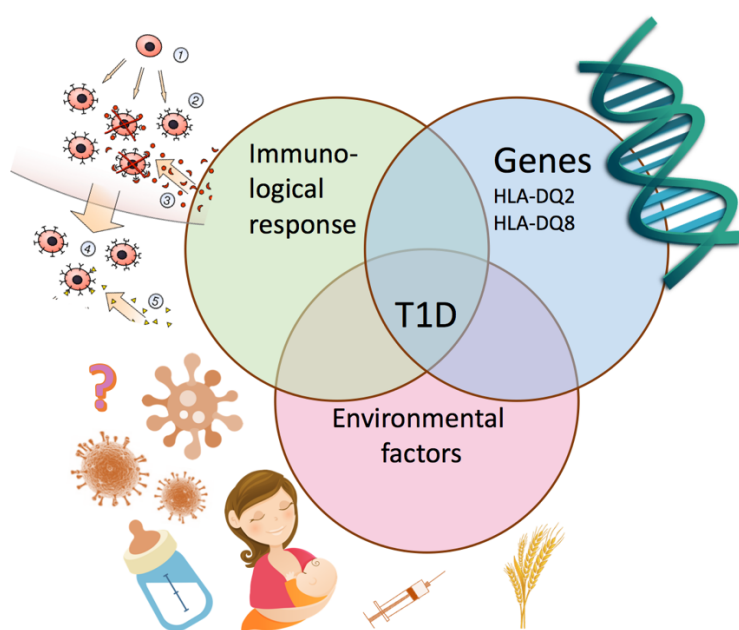 1
2
3
4
5
Immuno-
logical
response
Genes
HLA-DQ2
HLA-DQ8
T1D
?
Environmental
factors